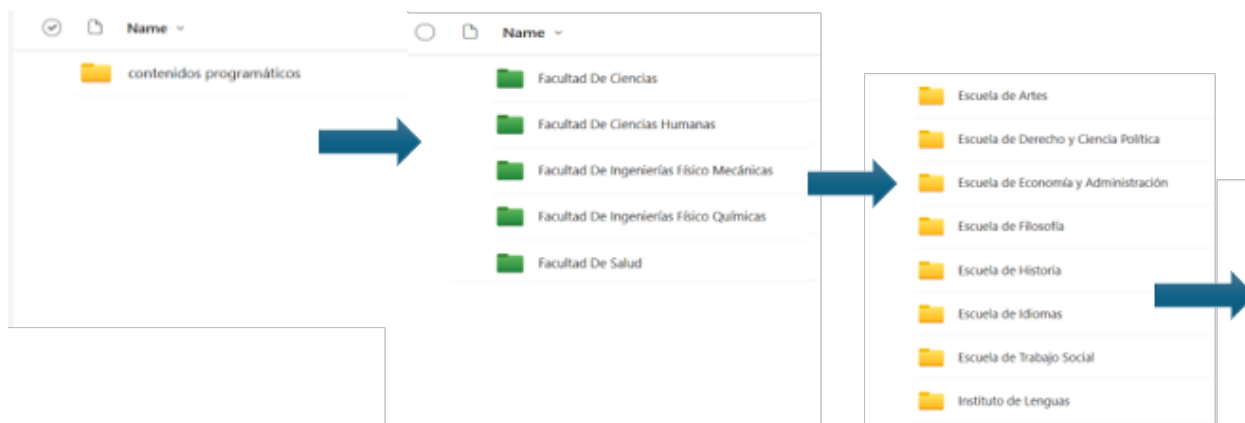 Name
contenidos programáticos
Name
Facultad De Ciencias
Facultad De Ciencias Humanas
Facultad De Ingenierías Físico Mecánicas
Facultad De Ingenierías Físico Químicas
Facultad De Salud
Escuela de Artes
Escuela de Derecho y Ciencia Política
Escuela de Economía y Administración
Escuela de Filosofía
Escuela de Historia
Escuela de Idiomas
Escuela de Trabajo Social
Instituto de Lenguas